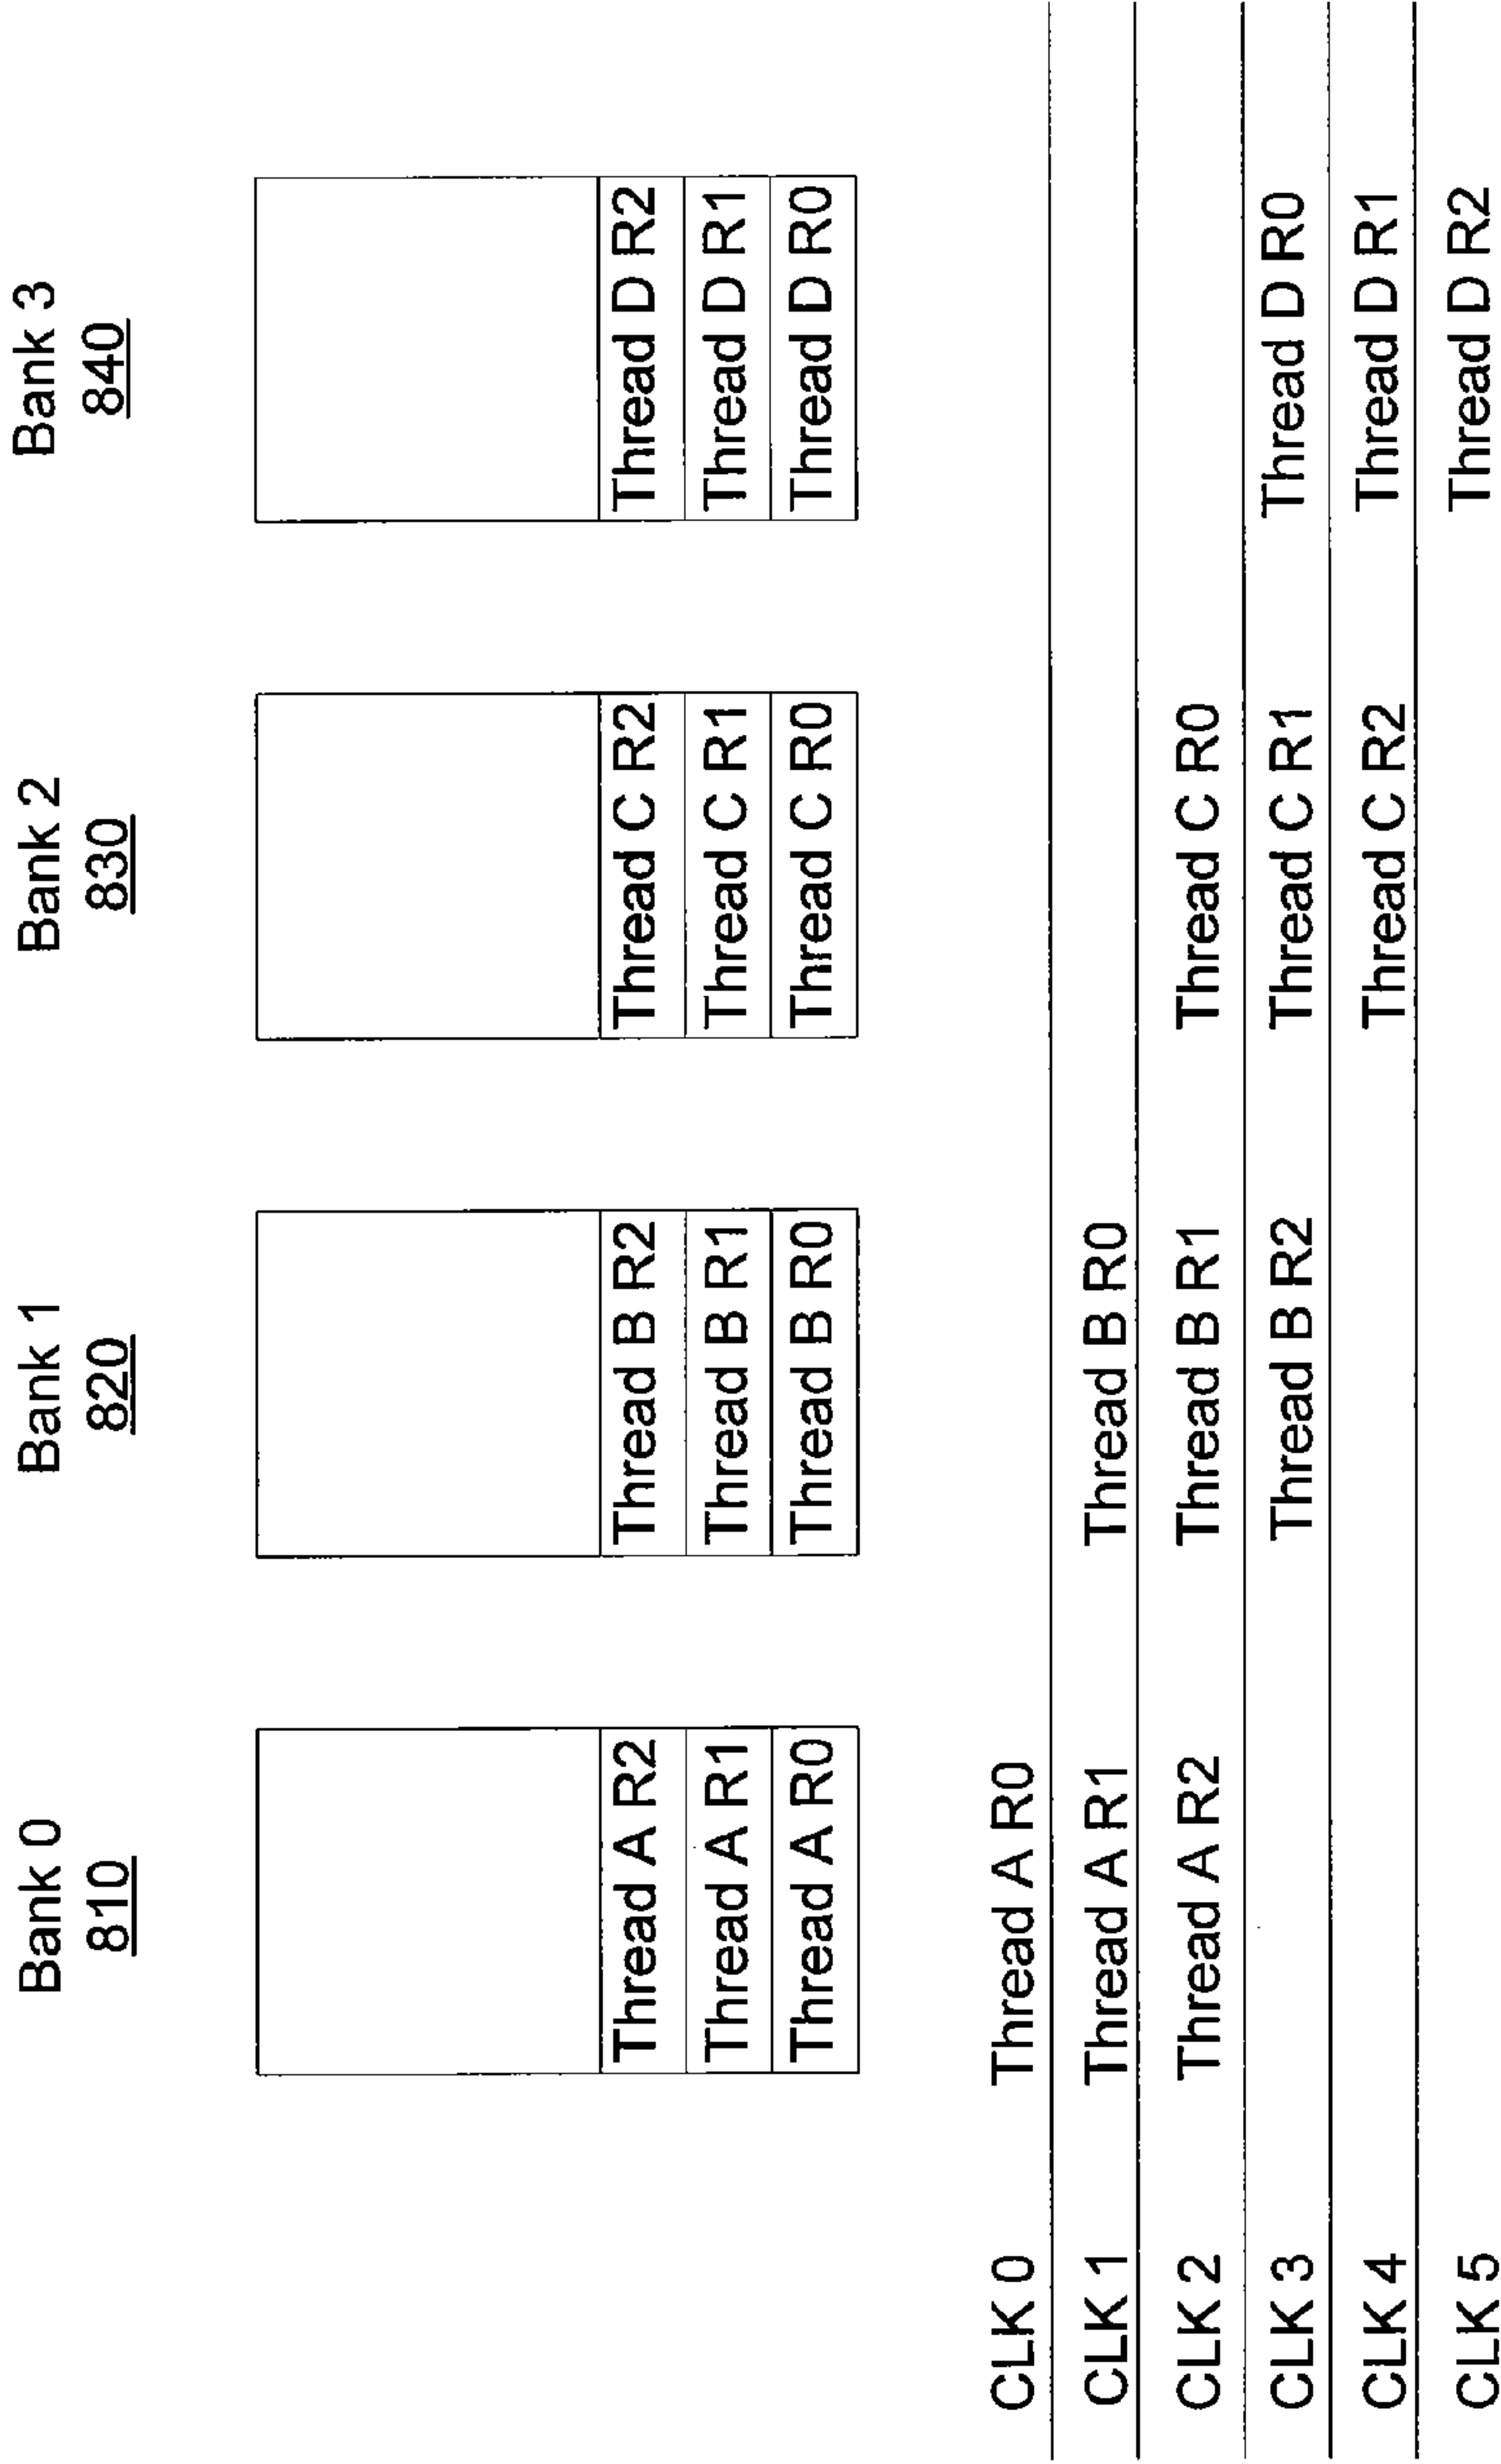 Bank 0 Bank 1 Bank 2 Bank 3
810 820 830 840
Thread A R2 Thread B R2 Thread C R2 Thread D R2
Thread A R1 Thread B R1 Thread C R1 Thread D R1
Thread A R0 Thread B R0 Thread C R0 Thread D R0
CLK 0 Thread A R0
CLK 1 Thread A R1 Thread B R0
CLK 2 Thread A R2 Thread B R1 Thread C R0
CLK 3 Thread B R2 Thread C R1 Thread D R0
CLK 4 Thread C R2 Thread D R1
CLK 5 Thread D R2